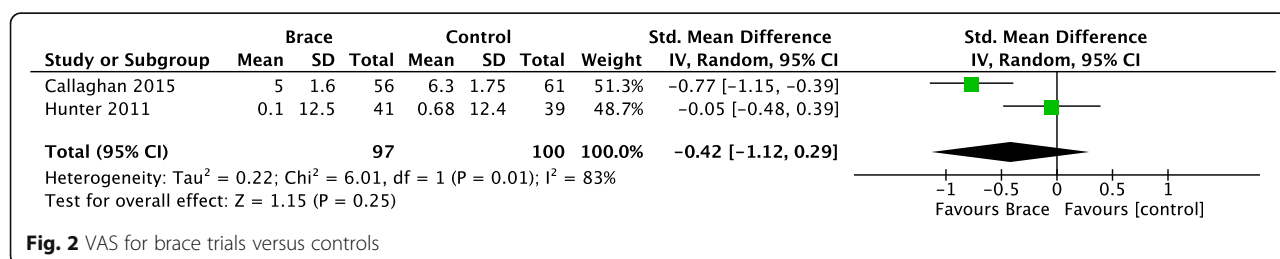 Brace Control Std. Mean Difference Std. Mean Difference
Study or Subgroup Mean SD Total Mean SD Total Weight IV, Random, 95% CI IV, Random, 95% CI
Callaghan 2015 5 1.6 56 6.3 1.75 61 51.3% −0.77 [−1.15, −0.39]
Hunter 2011 0.1 12.5 41 0.68 12.4 39 48.7% −0.05 [−0.48, 0.39]
Total (95% CI) 97 100 100.0% −0.42 [−1.12, 0.29]
Heterogeneity: Tau² = 0.22; Chi² = 6.01, df = 1 (P = 0.01); I² = 83%
Test for overall effect: Z = 1.15 (P = 0.25)
−1 −0.5 0 0.5 1
Favours Brace Favours [control]
Fig. 2 VAS for brace trials versus controls